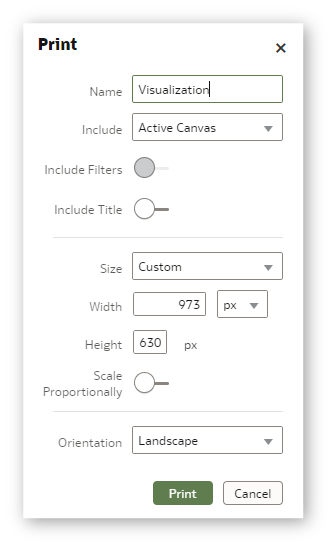 Print
×
Name Visualization
Include Active Canvas
Include Filters
Include Title
Size Custom
Width 973 px
Height 630 px
Scale
Proportionally
Orientation Landscape
Print Cancel